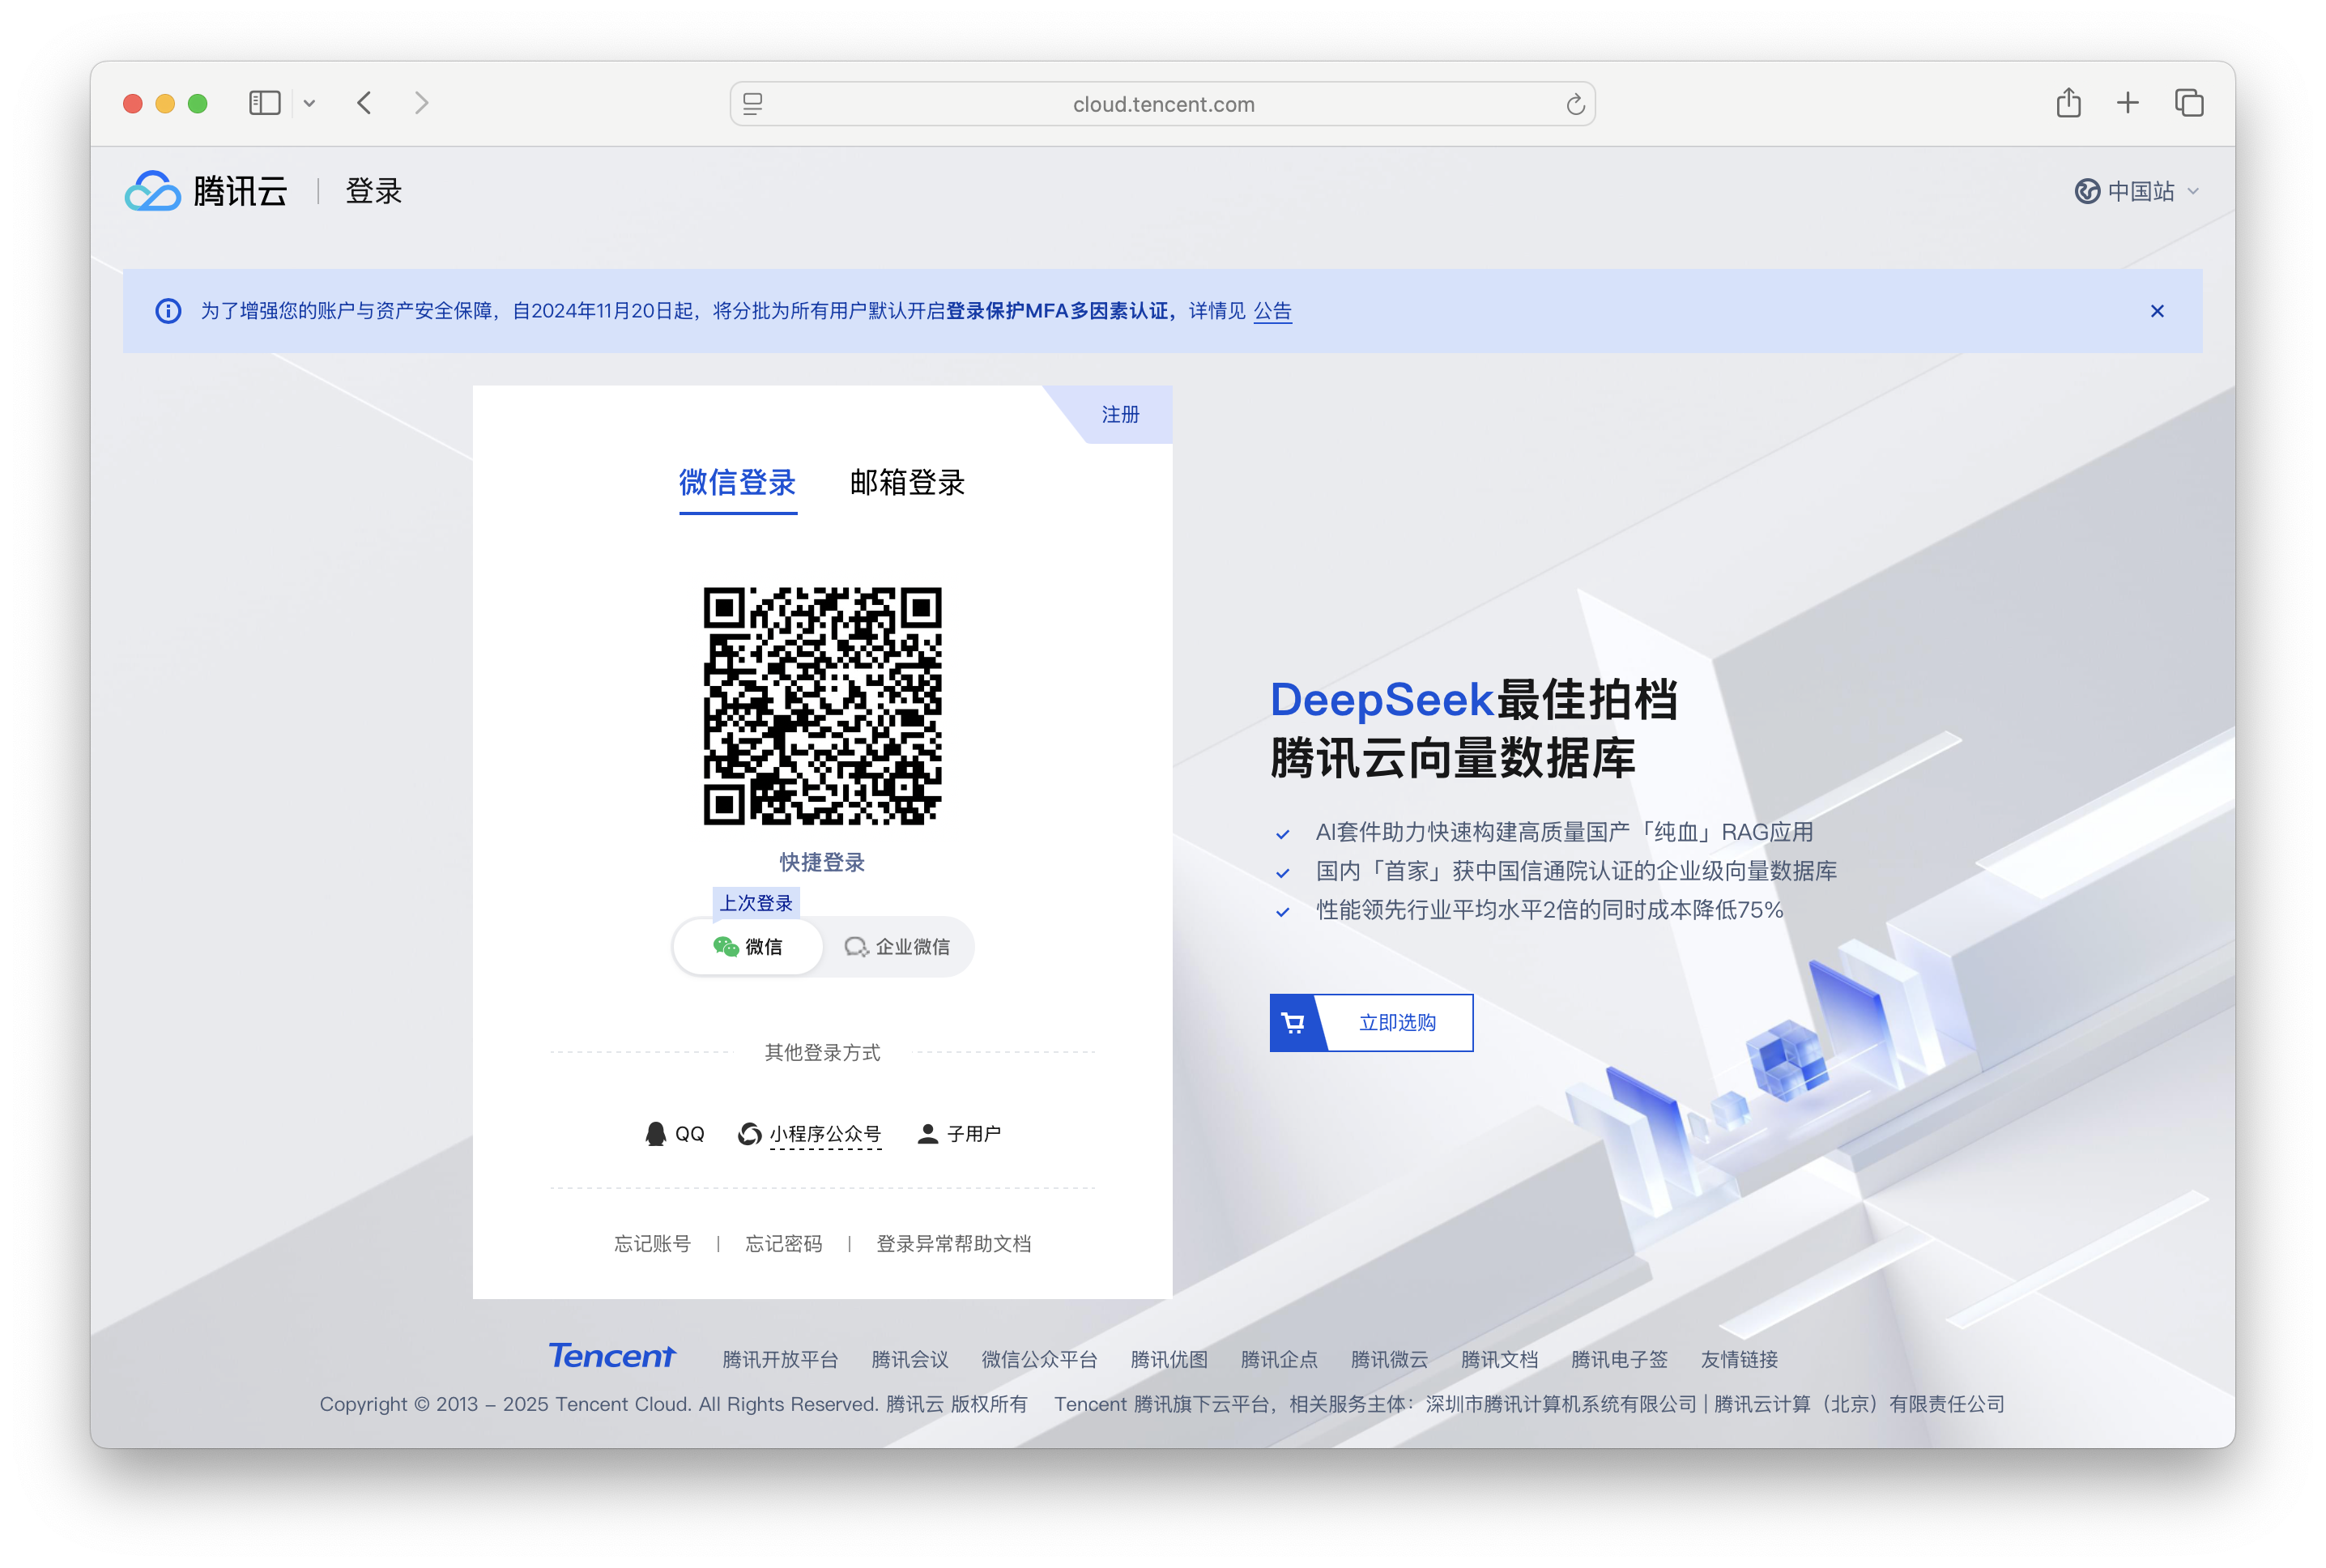 cloud.tencent.com
腾讯云 | 登录
中国站
为了增强您的账户与资产安全保障，自2024年11月20日起，将分批为所有用户默认开启登录保护MFA多因素认证，详情见 公告
注册
微信登录 邮箱登录
快捷登录
上次登录
微信 企业微信
其他登录方式
QQ 小程序公众号 子用户
忘记账号 | 忘记密码 | 登录异常帮助文档
DeepSeek最佳拍档
腾讯云向量数据库
AI套件助力快速构建高质量国产「纯血」RAG应用
国内「首家」获中国信通院认证的企业级向量数据库
性能领先行业平均水平2倍的同时成本降低75%
立即选购
Tencent 腾讯开放平台 腾讯会议 微信公众平台 腾讯优图 腾讯企点 腾讯微云 腾讯文档 腾讯电子签 友情链接
Copyright © 2013 - 2025 Tencent Cloud. All Rights Reserved. 腾讯云 版权所有 Tencent 腾讯旗下云平台，相关服务主体：深圳市腾讯计算机系统有限公司 | 腾讯云计算（北京）有限责任公司